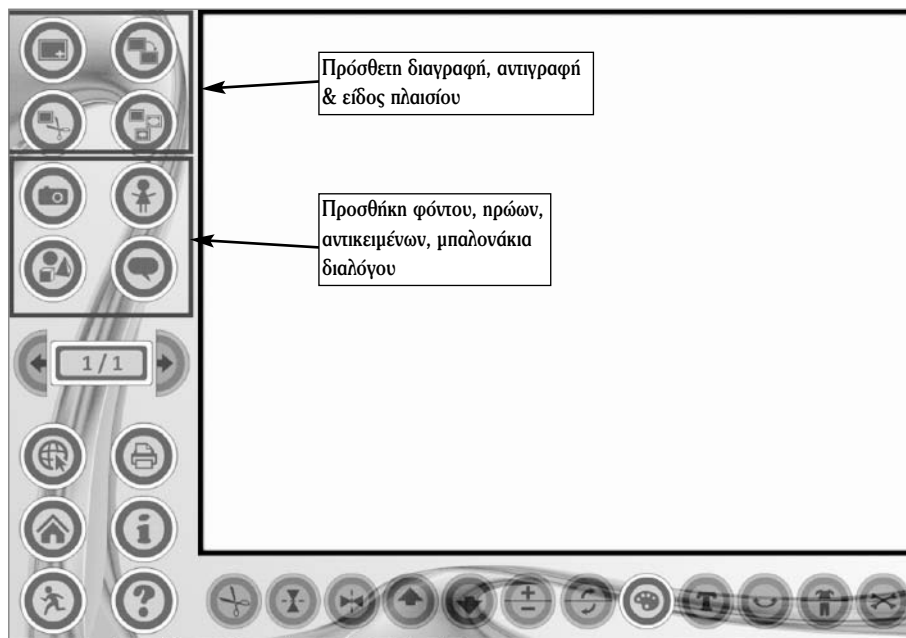 Πρόσθετη διαγραφή, αντιγραφή
& είδος πλαισίου
Προσθήκη φόντου, ηρώων,
αντικειμένων, μπαλονάκια
διαλόγου
1 / 1